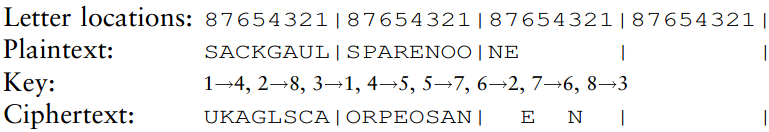 Letter locations: 87654321|87654321|87654321|87654321|
Plaintext: SACKGAUL|SPARENOO|NE      |        |
Key: 1→4, 2→8, 3→1, 4→5, 5→7, 6→2, 7→6, 8→3
Ciphertext: UKAGLSCA|ORPEOSAN|  E  N  |        |